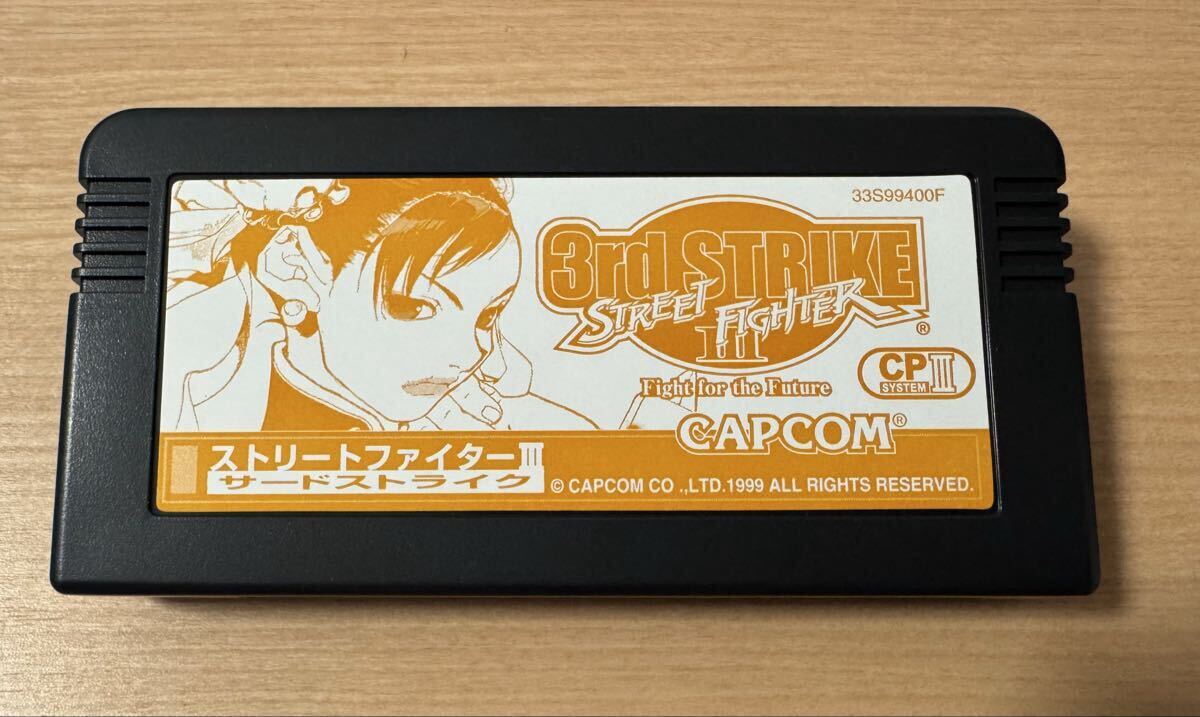 33S99400F
3rd STRIKE
STREET FIGHTER
III
®
Fight for the Future
CP III
SYSTEM
CAPCOM®
ストリートファイターIII
サードストライク
© CAPCOM CO .,LTD.1999 ALL RIGHTS RESERVED.